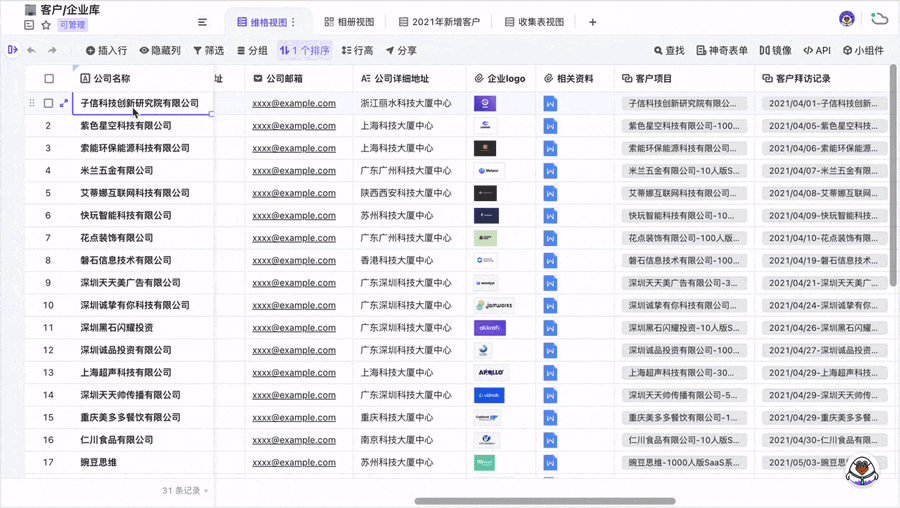 客户/企业库
可管理
维格视图
相册视图
2021年新增客户
收集表视图
插入行 隐藏列 筛选 分组 1 个排序 行高 分享 查找 神奇表单 镜像 API 小组件
公司名称 址 公司邮箱 公司详细地址 企业logo 相关资料 客户项目 客户拜访记录
子信科技创新研究院有限公司 xxxx@example.com 浙江丽水科技大厦中心 子信科技创新研究院有限公... 2021/04/01-子信科技创新...
2 紫色星空科技有限公司 xxxx@example.com 上海科技大厦中心 紫色星空科技有限公司-100... 2021/04/05-紫色星空科技...
3 索能环保能源科技有限公司 xxxx@example.com 上海科技大厦中心 索能环保能源科技有限公司... 2021/04/06-索能环保能源...
4 米兰五金有限公司 xxxx@example.com 广东广州科技大厦中心 米兰五金有限公司-10人版S... 2021/04/07-米兰五金有限...
5 艾蒂娜互联网科技有限公司 xxxx@example.com 陕西西安科技大厦中心 艾蒂娜互联网科技有限公司... 2021/04/08-艾蒂娜互联网...
6 快玩智能科技有限公司 xxxx@example.com 苏州科技大厦中心 快玩智能科技有限公司-10... 2021/04/09-快玩智能科技...
7 花点装饰有限公司 xxxx@example.com 广东广州科技大厦中心 花点装饰有限公司-100人版... 2021/04/10-花点装饰有限...
8 磐石信息技术有限公司 xxxx@example.com 香港科技大厦中心 磐石信息技术有限公司-100... 2021/04/19-磐石信息技术...
9 深圳天天美广告有限公司 xxxx@example.com 广东深圳科技大厦中心 深圳天天美广告有限公司-3... 2021/04/21-深圳天天美广...
10 深圳诚挚有你科技有限公司 xxxx@example.com 广东深圳科技大厦中心 jamworks 深圳诚挚有你科技有限公司... 2021/04/24-深圳诚挚有你...
11 深圳黑石闪耀投资 xxxx@example.com 广东深圳科技大厦中心 深圳黑石闪耀投资-10人版S... 2021/04/26-深圳黑石闪耀...
12 深圳诚品投资有限公司 xxxx@example.com 广东深圳科技大厦中心 深圳诚品投资有限公司-100... 2021/04/27-深圳诚品投资...
13 上海超声科技有限公司 xxxx@example.com 上海科技大厦中心 APOLLO 上海超声科技有限公司-30... 2021/04/29-上海超声科技...
14 深圳天天帅传播有限公司 xxxx@example.com 广东深圳科技大厦中心 深圳天天帅传播有限公司-5... 2021/04/29-深圳天天帅传...
15 重庆美多多餐饮有限公司 xxxx@example.com 重庆科技大厦中心 重庆美多多餐饮有限公司-1... 2021/04/29-重庆美多多餐...
16 仁川食品有限公司 xxxx@example.com 南京科技大厦中心 仁川食品有限公司-10人版S... 2021/04/30-仁川食品有限...
17 豌豆思维 xxxx@example.com 苏州科技大厦中心 豌豆思维-1000人版SaaS系... 2021/05/03-豌豆思
31 条记录